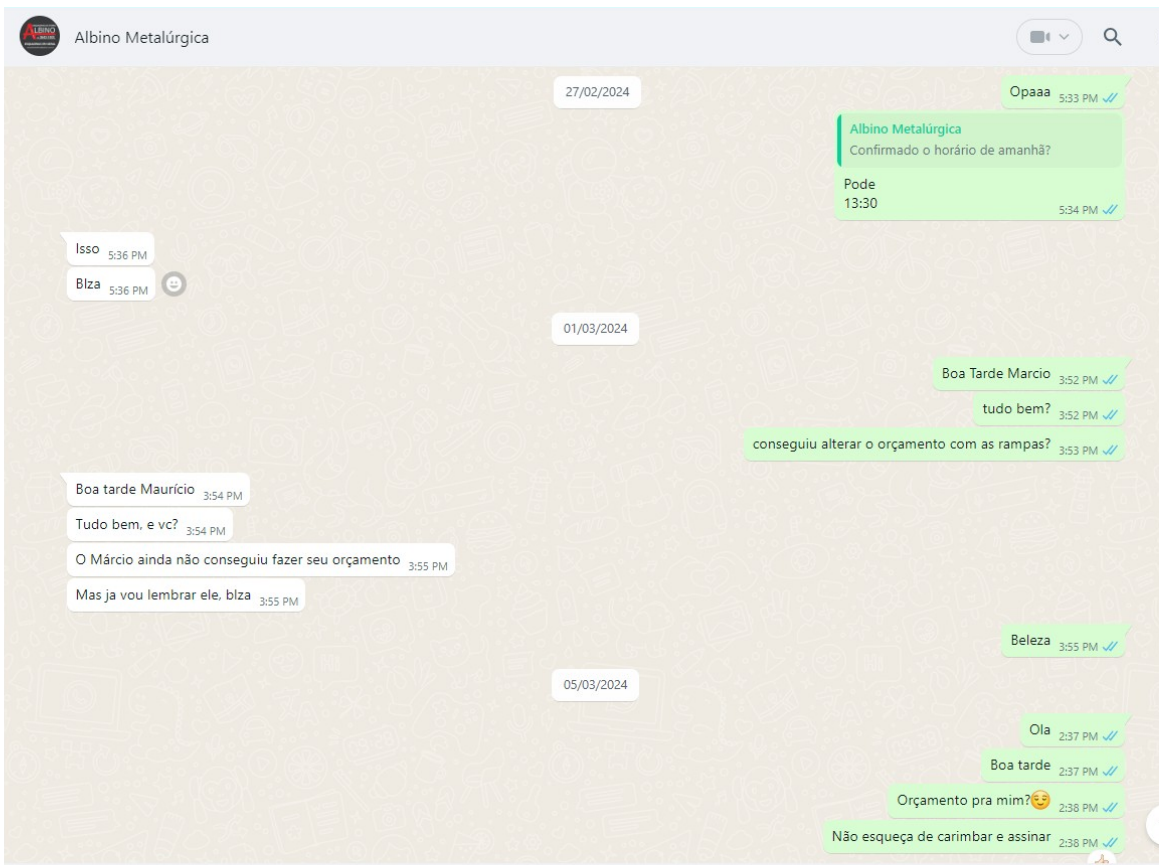 ALBINO
Albino Metalúrgica
27/02/2024
Opaaa 5:33 PM
Albino Metalúrgica
Confirmado o horário de amanhã?
Pode
13:30
5:34 PM
Isso 5:36 PM
Blza 5:36 PM
01/03/2024
Boa Tarde Marcio 3:52 PM
tudo bem? 3:52 PM
conseguiu alterar o orçamento com as rampas? 3:53 PM
Boa tarde Maurício 3:54 PM
Tudo bem, e vc? 3:54 PM
O Márcio ainda não conseguiu fazer seu orçamento 3:55 PM
Mas ja vou lembrar ele, blza 3:55 PM
Beleza 3:55 PM
05/03/2024
Ola 2:37 PM
Boa tarde 2:37 PM
Orçamento pra mim?😌 2:38 PM
Não esqueça de carimbar e assinar 2:38 PM